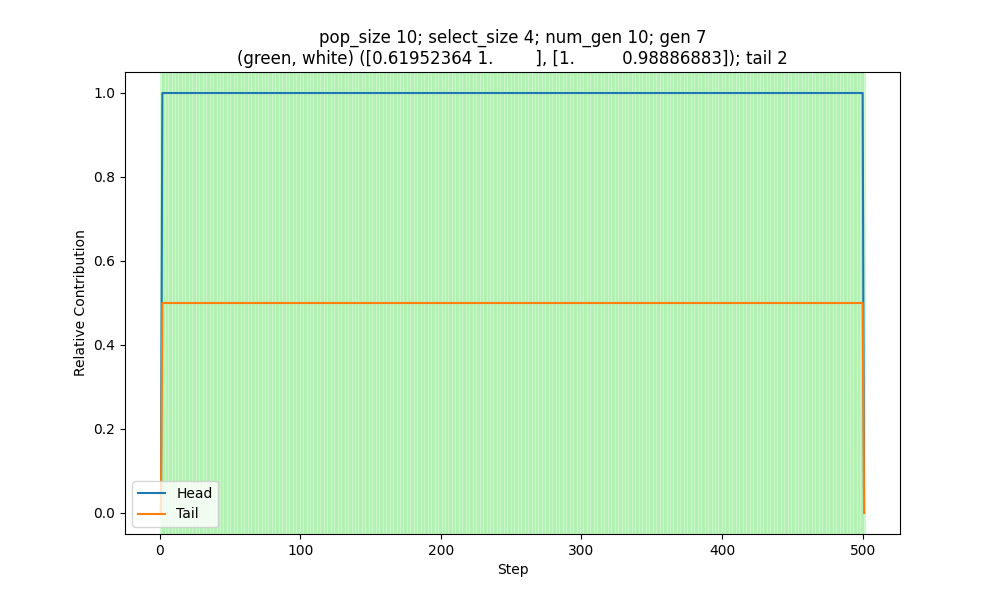 pop_size 10; select_size 4; num_gen 10; gen 7
(green, white) ([0.61952364 1.        ], [1.         0.98886883]); tail 2
Relative Contribution
1.0
0.8
0.6
0.4
0.2
0.0
Head
Tail
0 100 200 300 400 500
Step